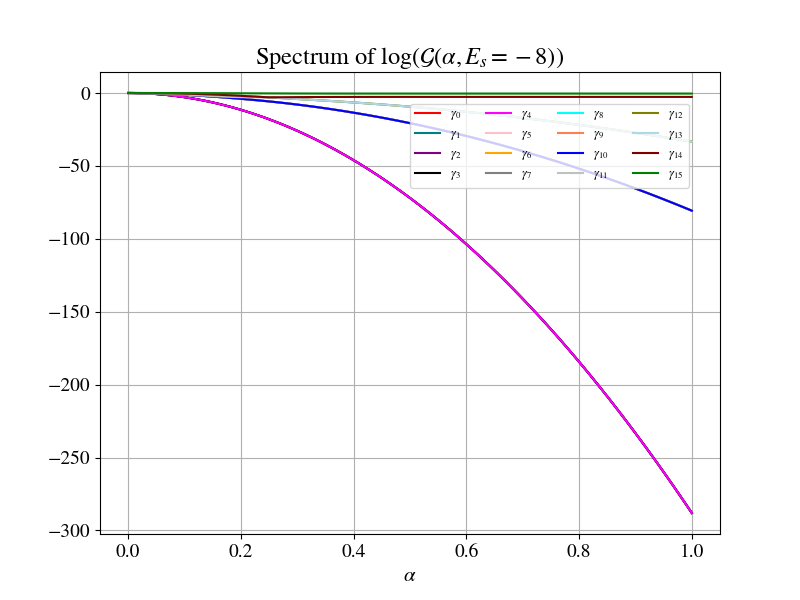 Spectrum of log(𝒢(α, E_s = −8))
0
−50
−100
−150
−200
−250
−300
γ₀ γ₄ γ₈ γ₁₂
γ₁ γ₅ γ₉ γ₁₃
γ₂ γ₆ γ₁₀ γ₁₄
γ₃ γ₇ γ₁₁ γ₁₅
0.0 0.2 0.4 0.6 0.8 1.0
α